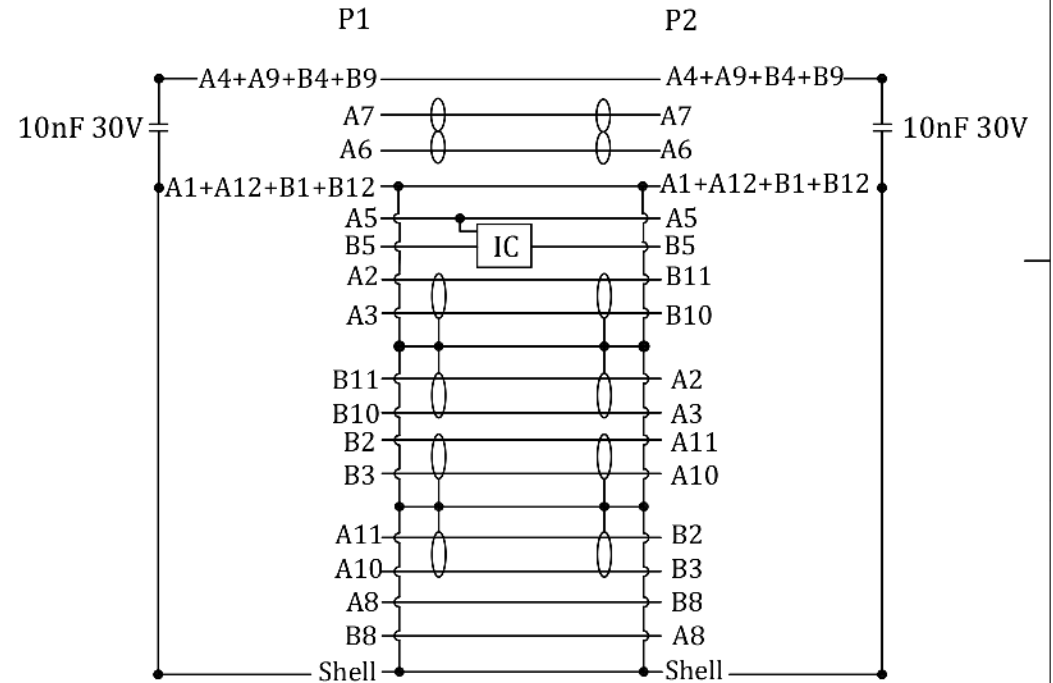 P1 P2
A4+A9+B4+B9 A4+A9+B4+B9
A7 A7
10nF 30V 10nF 30V
A6 A6
A1+A12+B1+B12 A1+A12+B1+B12
A5 A5
B5 IC B5
A2 B11
A3 B10
B11 A2
B10 A3
B2 A11
B3 A10
A11 B2
A10 B3
A8 B8
B8 A8
Shell Shell